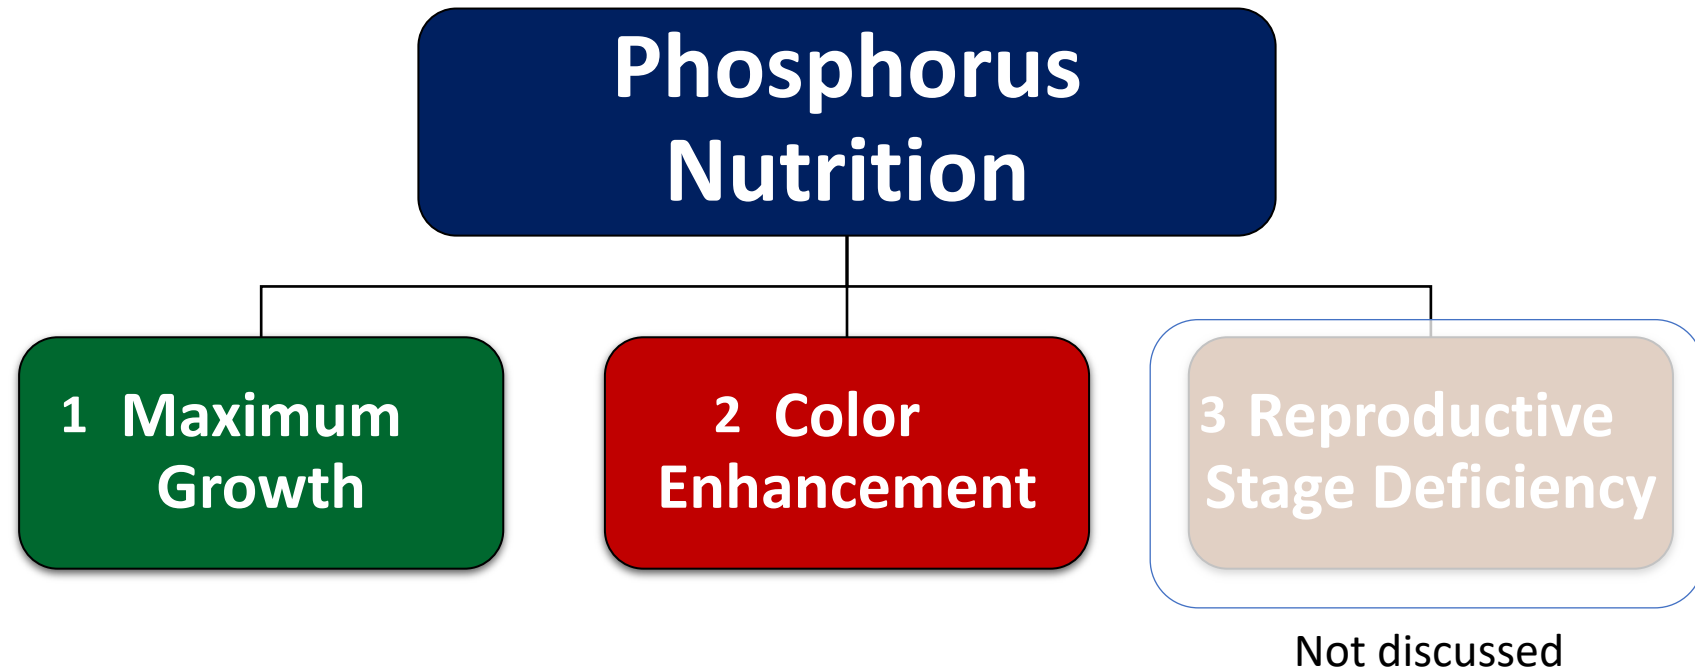 Phosphorus
Nutrition
1 Maximum
Growth
2 Color
Enhancement
3 Reproductive
Stage Deficiency
Not discussed